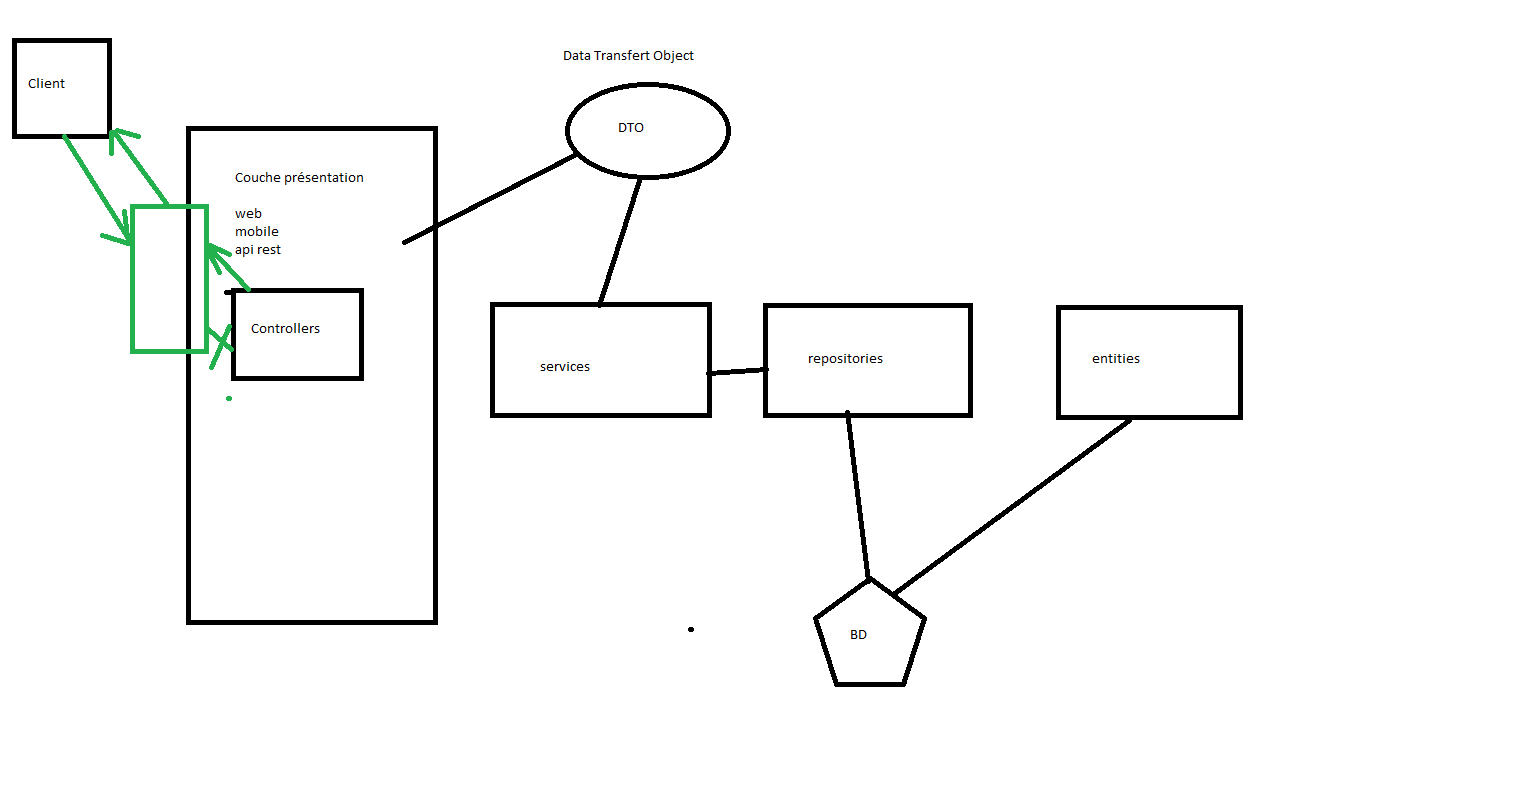 Client
Data Transfert Object
DTO
Couche présentation
web
mobile
api rest
Controllers
services
repositories
entities
BD